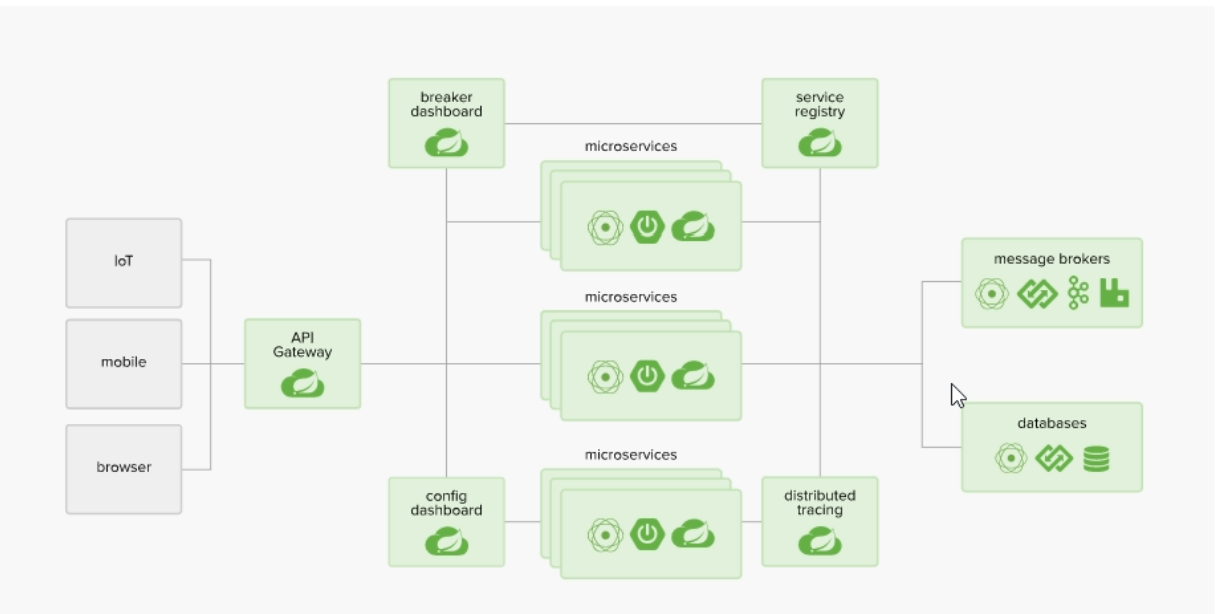 breaker
dashboard
service
registry
microservices
IoT
mobile
browser
API
Gateway
microservices
message brokers
databases
microservices
config
dashboard
distributed
tracing